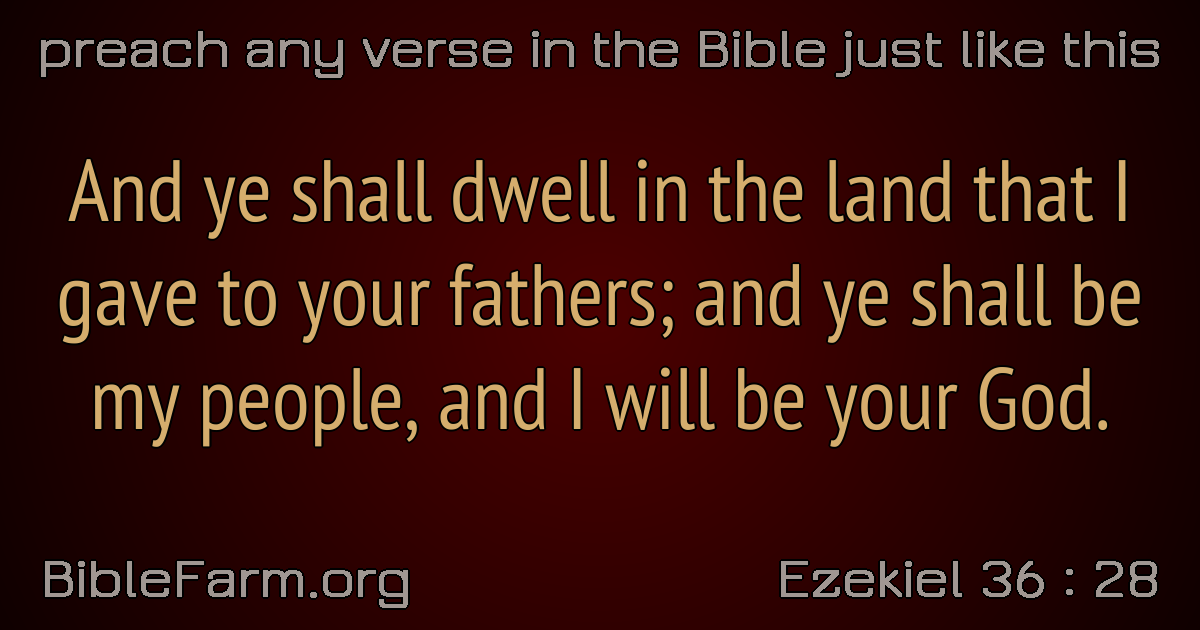 preach any verse in the Bible just like this
And ye shall dwell in the land that I
gave to your fathers; and ye shall be
my people, and I will be your God.
BibleFarm.org
Ezekiel 36 : 28